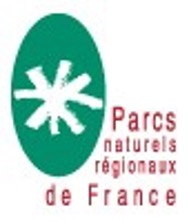 Parcs
naturels
régionaux
de France